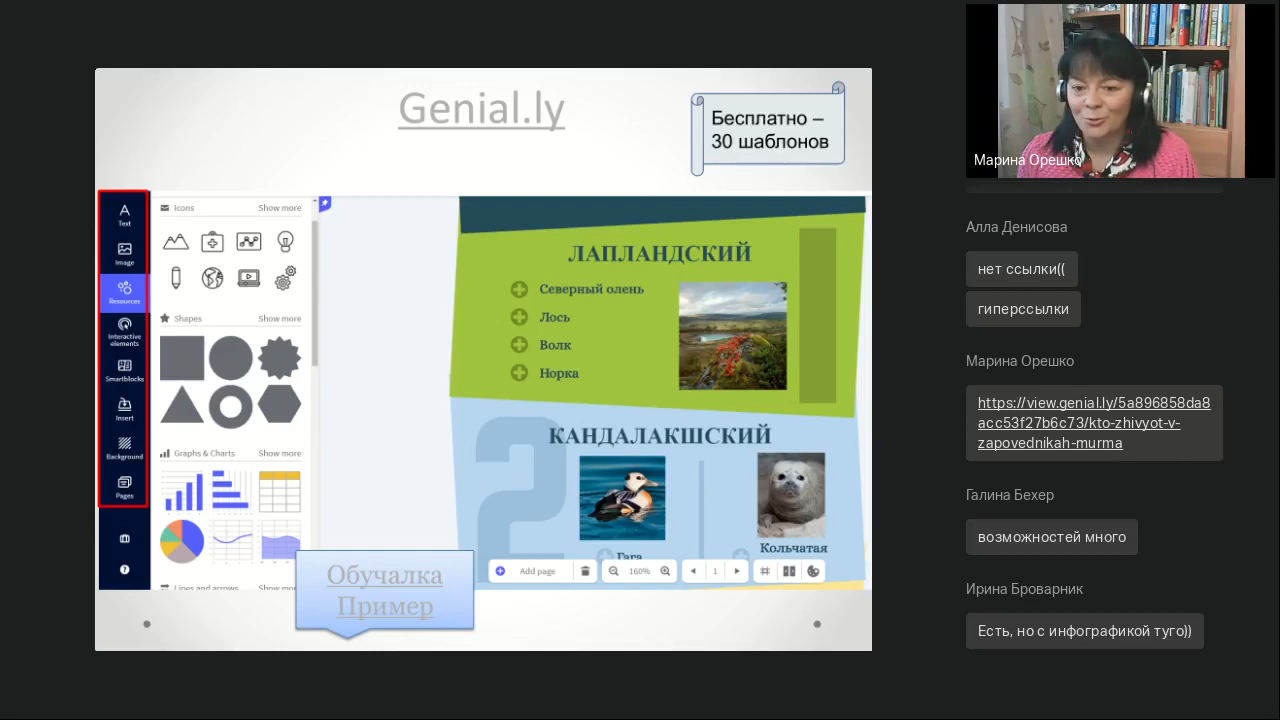 Genial.ly
Бесплатно –
30 шаблонов
Text
Image
Resources
Interactive
elements
Smartblocks
Insert
Background
Pages
Icons Show more
Shapes Show more
Graphs & Charts Show more
Lines and arrows Show more
ЛАПЛАНДСКИЙ
Северный олень
Лось
Волк
Норка
2
КАНДАЛАКШСКИЙ
Гага
Кольчатая
Add page 160% 1
Обучалка
Пример
Марина Орешко
Алла Денисова
нет ссылки((
гиперссылки
Марина Орешко
https://view.genial.ly/5a896858da8
acc53f27b6c73/kto-zhivyot-v-
zapovednikah-murma
Галина Бехер
возможностей много
Ирина Броварник
Есть, но с инфографикой туго))